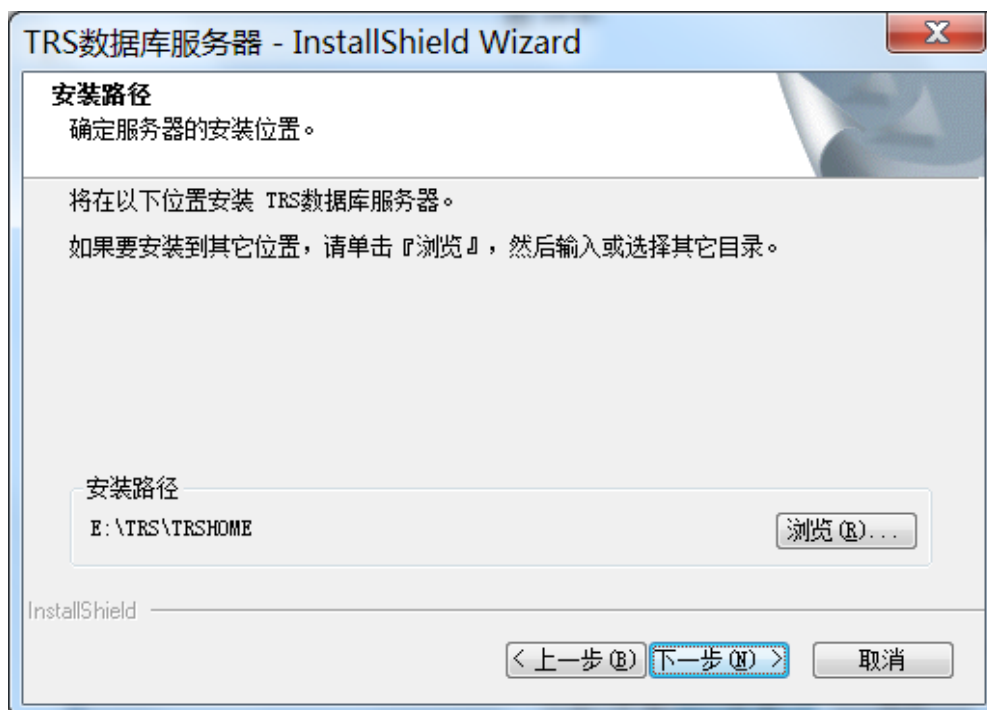 TRS数据库服务器 - InstallShield Wizard
安装路径
确定服务器的安装位置。
将在以下位置安装 TRS数据库服务器。
如果要安装到其它位置，请单击『浏览』，然后输入或选择其它目录。
安装路径
E:\TRS\TRSHOME
浏览(R)...
InstallShield
< 上一步(B)
下一步(N) >
取消